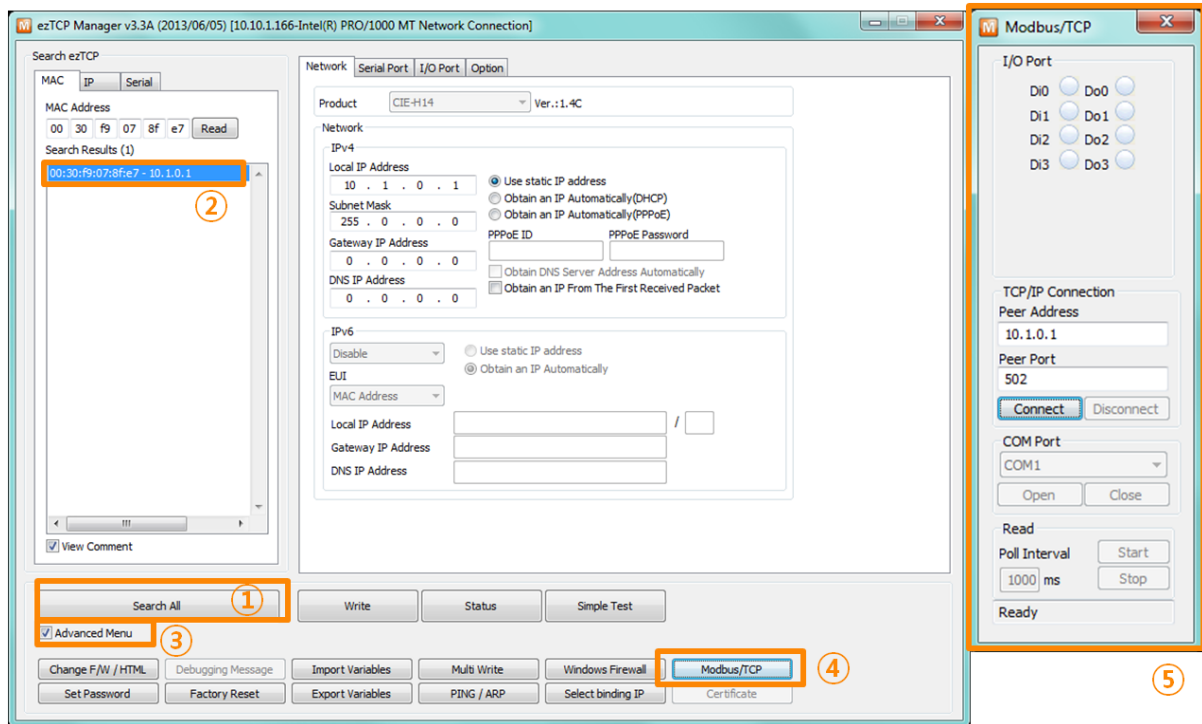 ezTCP Manager v3.3A (2013/06/05) [10.10.1.166-Intel(R) PRO/1000 MT Network Connection]
Search ezTCP
MAC IP Serial
MAC Address
00 30 f9 07 8f e7 Read
Search Results (1)
00:30:f9:07:8f:e7 - 10.1.0.1
②
View Comment
Network Serial Port I/O Port Option
Product CIE-H14 Ver.:1.4C
Network
IPv4
Local IP Address
10 . 1 . 0 . 1
Subnet Mask
255 . 0 . 0 . 0
Gateway IP Address
0 . 0 . 0 . 0
DNS IP Address
0 . 0 . 0 . 0
Use static IP address
Obtain an IP Automatically(DHCP)
Obtain an IP Automatically(PPPoE)
PPPoE ID PPPoE Password
Obtain DNS Server Address Automatically
Obtain an IP From The First Received Packet
IPv6
Disable
EUI
MAC Address
Use static IP address
Obtain an IP Automatically
Local IP Address /
Gateway IP Address
DNS IP Address
Search All ① Write Status Simple Test
Advanced Menu ③
Change F/W / HTML Debugging Message Import Variables Multi Write Windows Firewall Modbus/TCP ④
Set Password Factory Reset Export Variables PING / ARP Select binding IP Certificate
Modbus/TCP
I/O Port
Di0 Do0
Di1 Do1
Di2 Do2
Di3 Do3
TCP/IP Connection
Peer Address
10.1.0.1
Peer Port
502
Connect Disconnect
COM Port
COM1
Open Close
Read
Poll Interval Start
1000 ms Stop
Ready
⑤